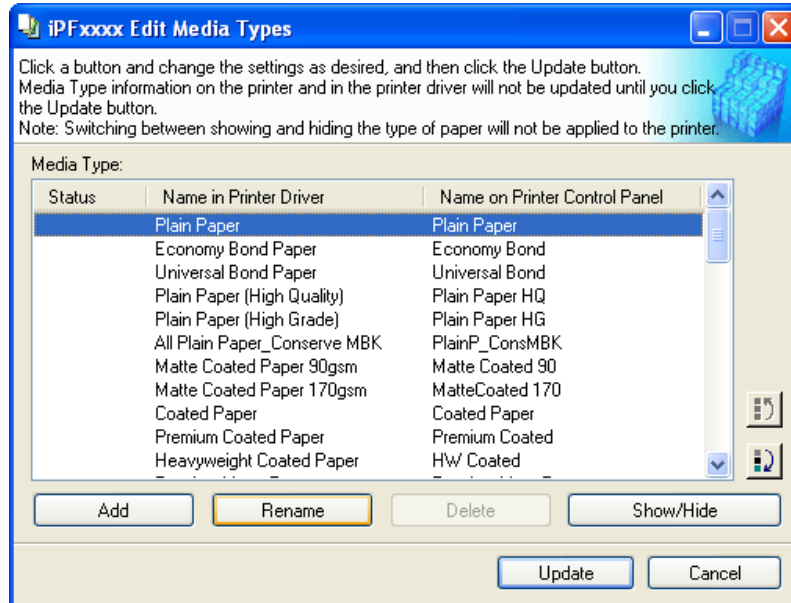 iPFxxxx Edit Media Types
Click a button and change the settings as desired, and then click the Update button.
Media Type information on the printer and in the printer driver will not be updated until you click
the Update button.
Note: Switching between showing and hiding the type of paper will not be applied to the printer.
Media Type:
Status Name in Printer Driver Name on Printer Control Panel
Plain Paper Plain Paper
Economy Bond Paper Economy Bond
Universal Bond Paper Universal Bond
Plain Paper (High Quality) Plain Paper HQ
Plain Paper (High Grade) Plain Paper HG
All Plain Paper_Conserve MBK PlainP_ConsMBK
Matte Coated Paper 90gsm Matte Coated 90
Matte Coated Paper 170gsm MatteCoated 170
Coated Paper Coated Paper
Premium Coated Paper Premium Coated
Heavyweight Coated Paper HW Coated
Add Rename Delete Show/Hide
Update Cancel